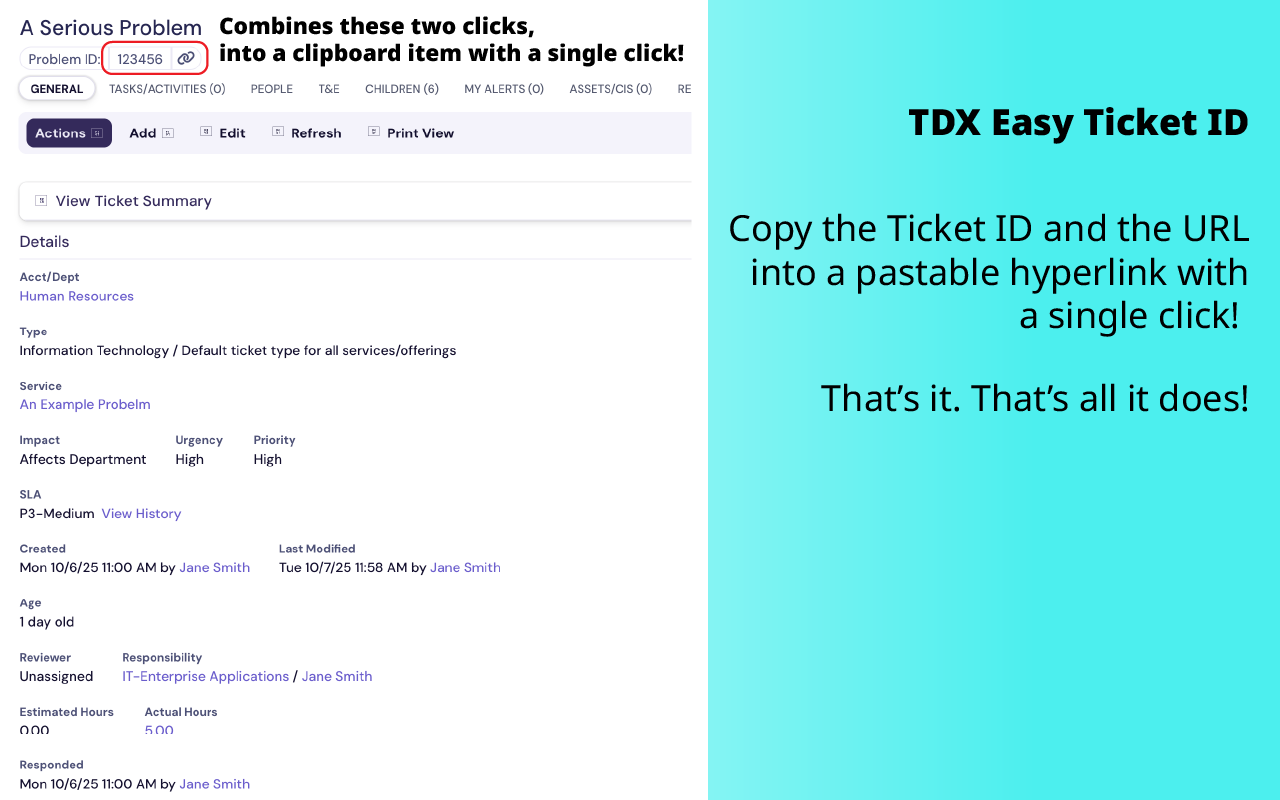 A Serious Problem
Combines these two clicks,
into a clipboard item with a single click!
Problem ID: 123456
GENERAL TASKS/ACTIVITIES (0) PEOPLE T&E CHILDREN (6) MY ALERTS (0) ASSETS/CIS (0) RE
Actions Add Edit Refresh Print View
View Ticket Summary
Details
Acct/Dept
Human Resources
Type
Information Technology / Default ticket type for all services/offerings
Service
An Example Probelm
Impact Urgency Priority
Affects Department High High
SLA
P3-Medium View History
Created Last Modified
Mon 10/6/25 11:00 AM by Jane Smith Tue 10/7/25 11:58 AM by Jane Smith
Age
1 day old
Reviewer Responsibility
Unassigned IT-Enterprise Applications / Jane Smith
Estimated Hours Actual Hours
0.00 5.00
Responded
Mon 10/6/25 11:00 AM by Jane Smith
TDX Easy Ticket ID
Copy the Ticket ID and the URL
into a pastable hyperlink with
a single click!
That's it. That's all it does!